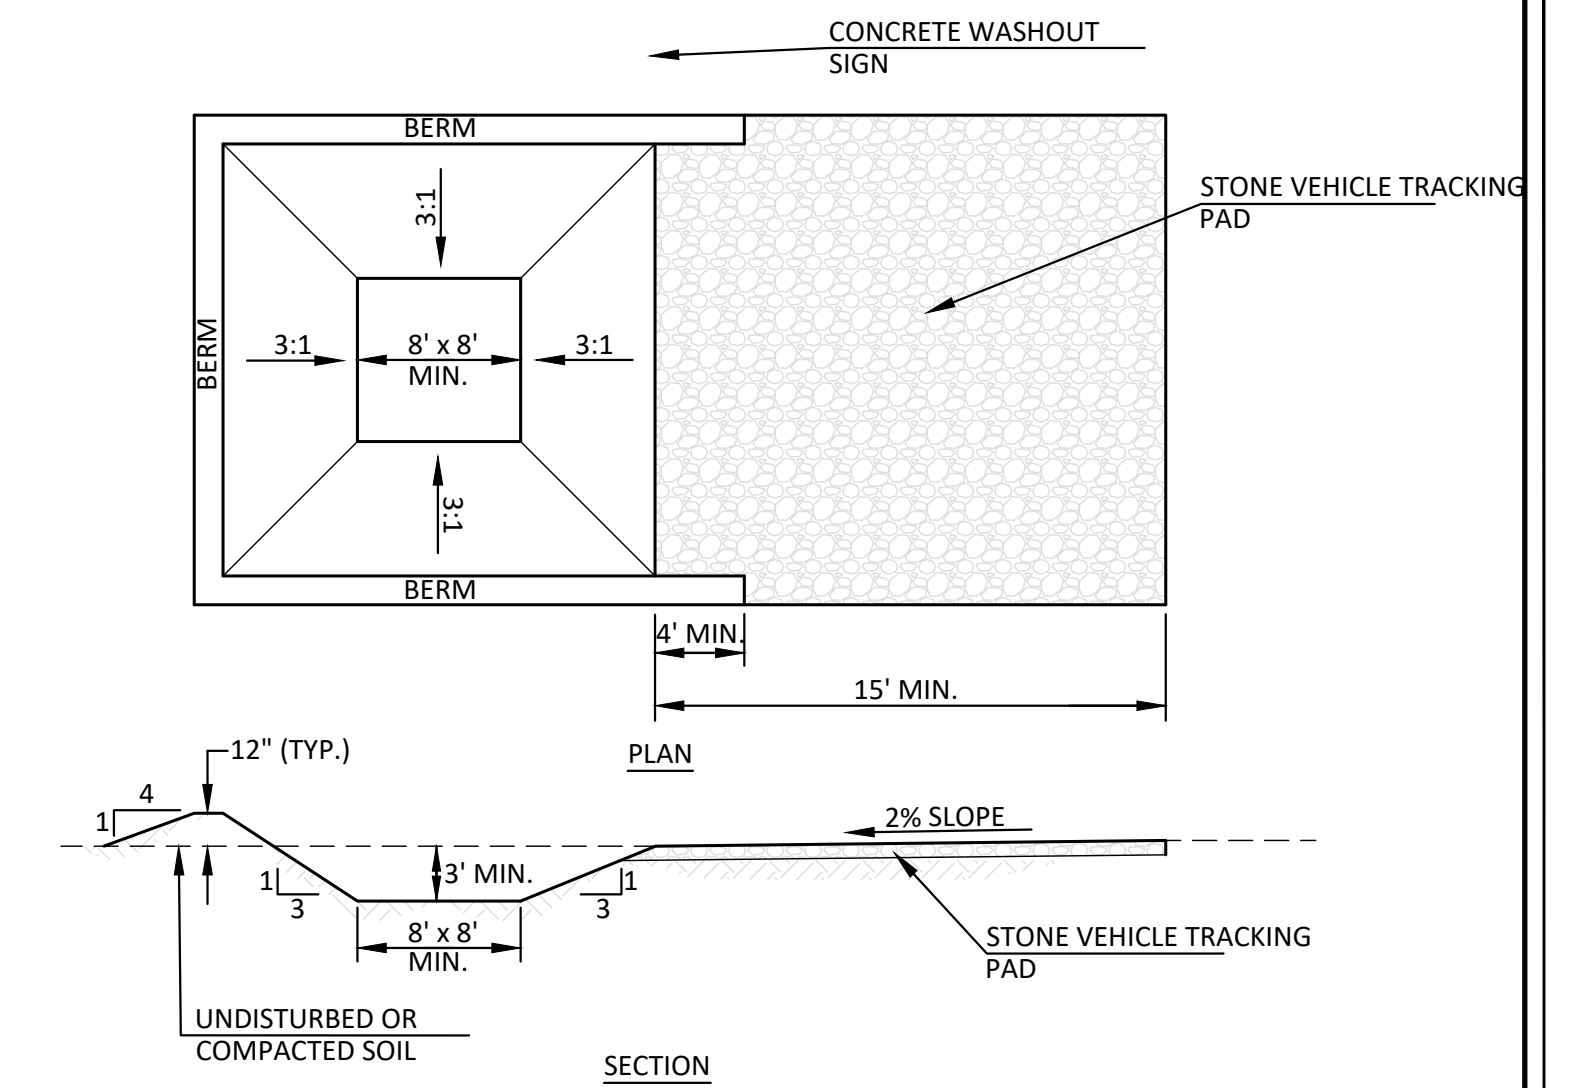 CONCRETE WASHOUT
SIGN
BERM
STONE VEHICLE TRACKING
PAD
3:1
BERM
3:1
8' x 8'
MIN.
3:1
3:1
BERM
4' MIN.
15' MIN.
PLAN
12" (TYP.)
4
1
2% SLOPE
3' MIN.
1
3
1
3
8' x 8'
MIN.
STONE VEHICLE TRACKING
PAD
UNDISTURBED OR
COMPACTED SOIL
SECTION